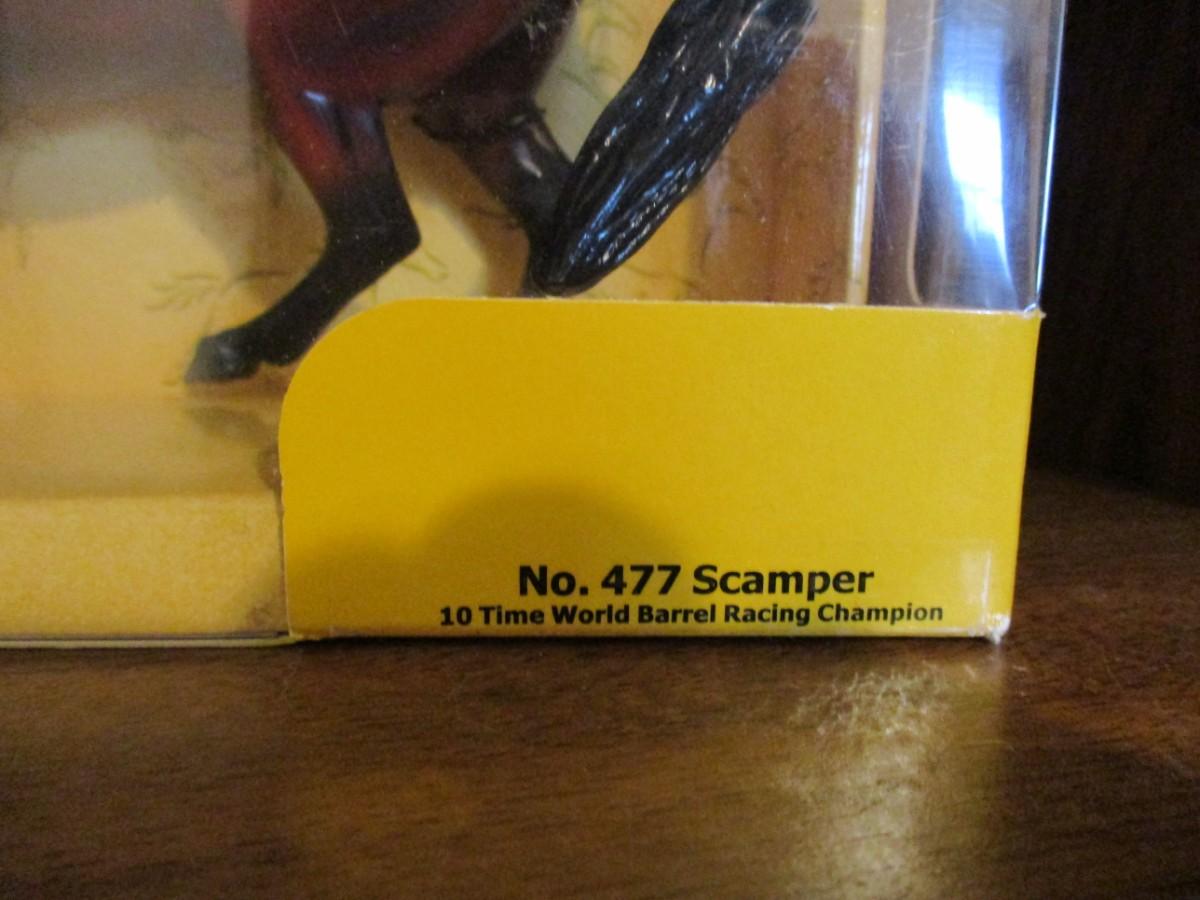 No. 477 Scamper
10 Time World Barrel Racing Champion